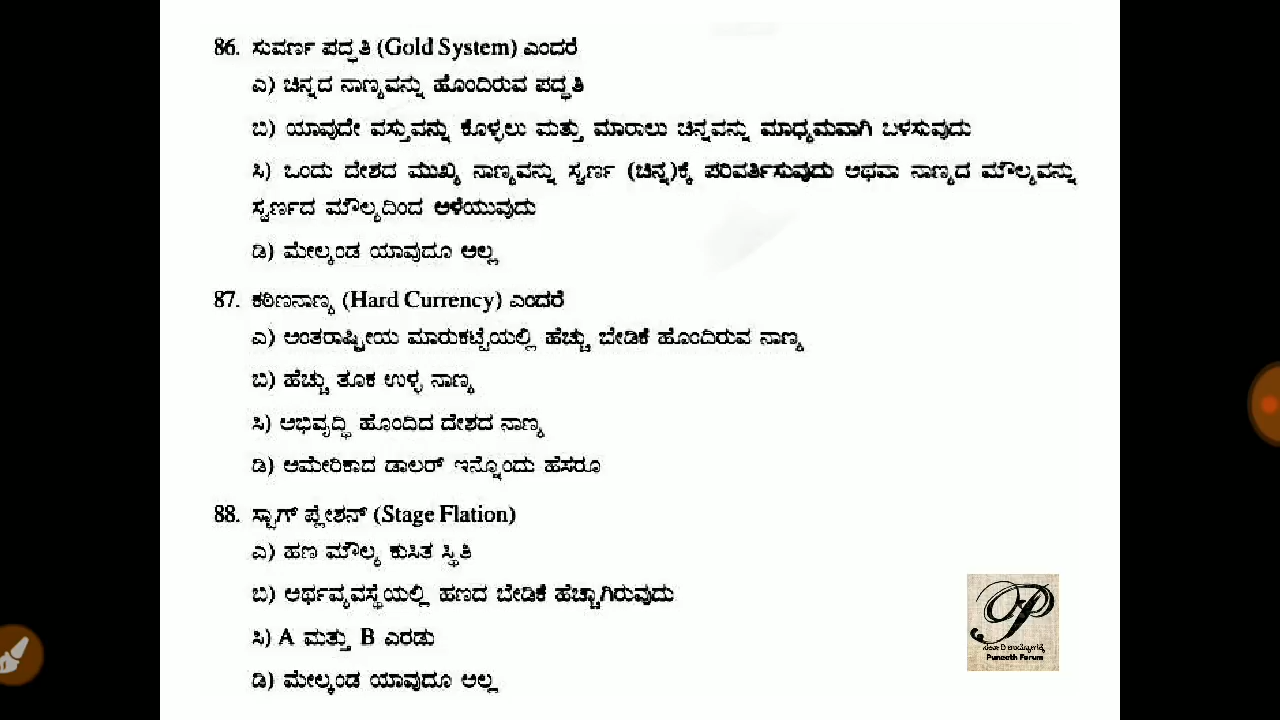 86. ಸುವರ್ಣ ಪದ್ಧತಿ (Gold System) ಎಂದರೆ
ಎ) ಚಿನ್ನದ ನಾಣ್ಯವನ್ನು ಹೊಂದಿರುವ ಪದ್ಧತಿ
ಬ) ಯಾವುದೇ ವಸ್ತುವನ್ನು ಕೊಳ್ಳಲು ಮತ್ತು ಮಾರಾಲು ಚಿನ್ನವನ್ನು ಮಾಧ್ಯಮವಾಗಿ ಬಳಸುವುದು
ಸಿ) ಒಂದು ದೇಶದ ಮುಖ್ಯ ನಾಣ್ಯವನ್ನು ಸ್ವರ್ಣ (ಚಿನ್ನ)ಕ್ಕೆ ಪರಿವರ್ತಿಸುವುದು ಅಥವಾ ನಾಣ್ಯದ ಮೌಲ್ಯವನ್ನು
ಸ್ವರ್ಣದ ಮೌಲ್ಯದಿಂದ ಅಳೆಯುವುದು
ಡಿ) ಮೇಲ್ಕಂಡ ಯಾವುದೂ ಅಲ್ಲ
87. ಕಠಿಣನಾಣ್ಯ (Hard Currency) ಎಂದರೆ
ಎ) ಅಂತರಾಷ್ಟ್ರೀಯ ಮಾರುಕಟ್ಟೆಯಲ್ಲಿ ಹೆಚ್ಚು ಬೇಡಿಕೆ ಹೊಂದಿರುವ ನಾಣ್ಯ
ಬ) ಹೆಚ್ಚು ತೂಕ ಉಳ್ಳ ನಾಣ್ಯ
ಸಿ) ಅಭಿವೃದ್ಧಿ ಹೊಂದಿದ ದೇಶದ ನಾಣ್ಯ
ಡಿ) ಆಮೇರಿಕಾದ ಡಾಲರ್ ಇನ್ನೊಂದು ಹೆಸರೂ
88. ಸ್ಟಾಗ್ ಪ್ಲೇಶನ್ (Stage Flation)
ಎ) ಹಣ ಮೌಲ್ಯ ಕುಸಿತ ಸ್ಥಿತಿ
ಬ) ಅರ್ಥವ್ಯವಸ್ಥೆಯಲ್ಲಿ ಹಣದ ಬೇಡಿಕೆ ಹೆಚ್ಚಾಗಿರುವುದು
ಸಿ) A ಮತ್ತು B ಎರಡು
ಡಿ) ಮೇಲ್ಕಂಡ ಯಾವುದೂ ಅಲ್ಲ
P
Puneeth Forum